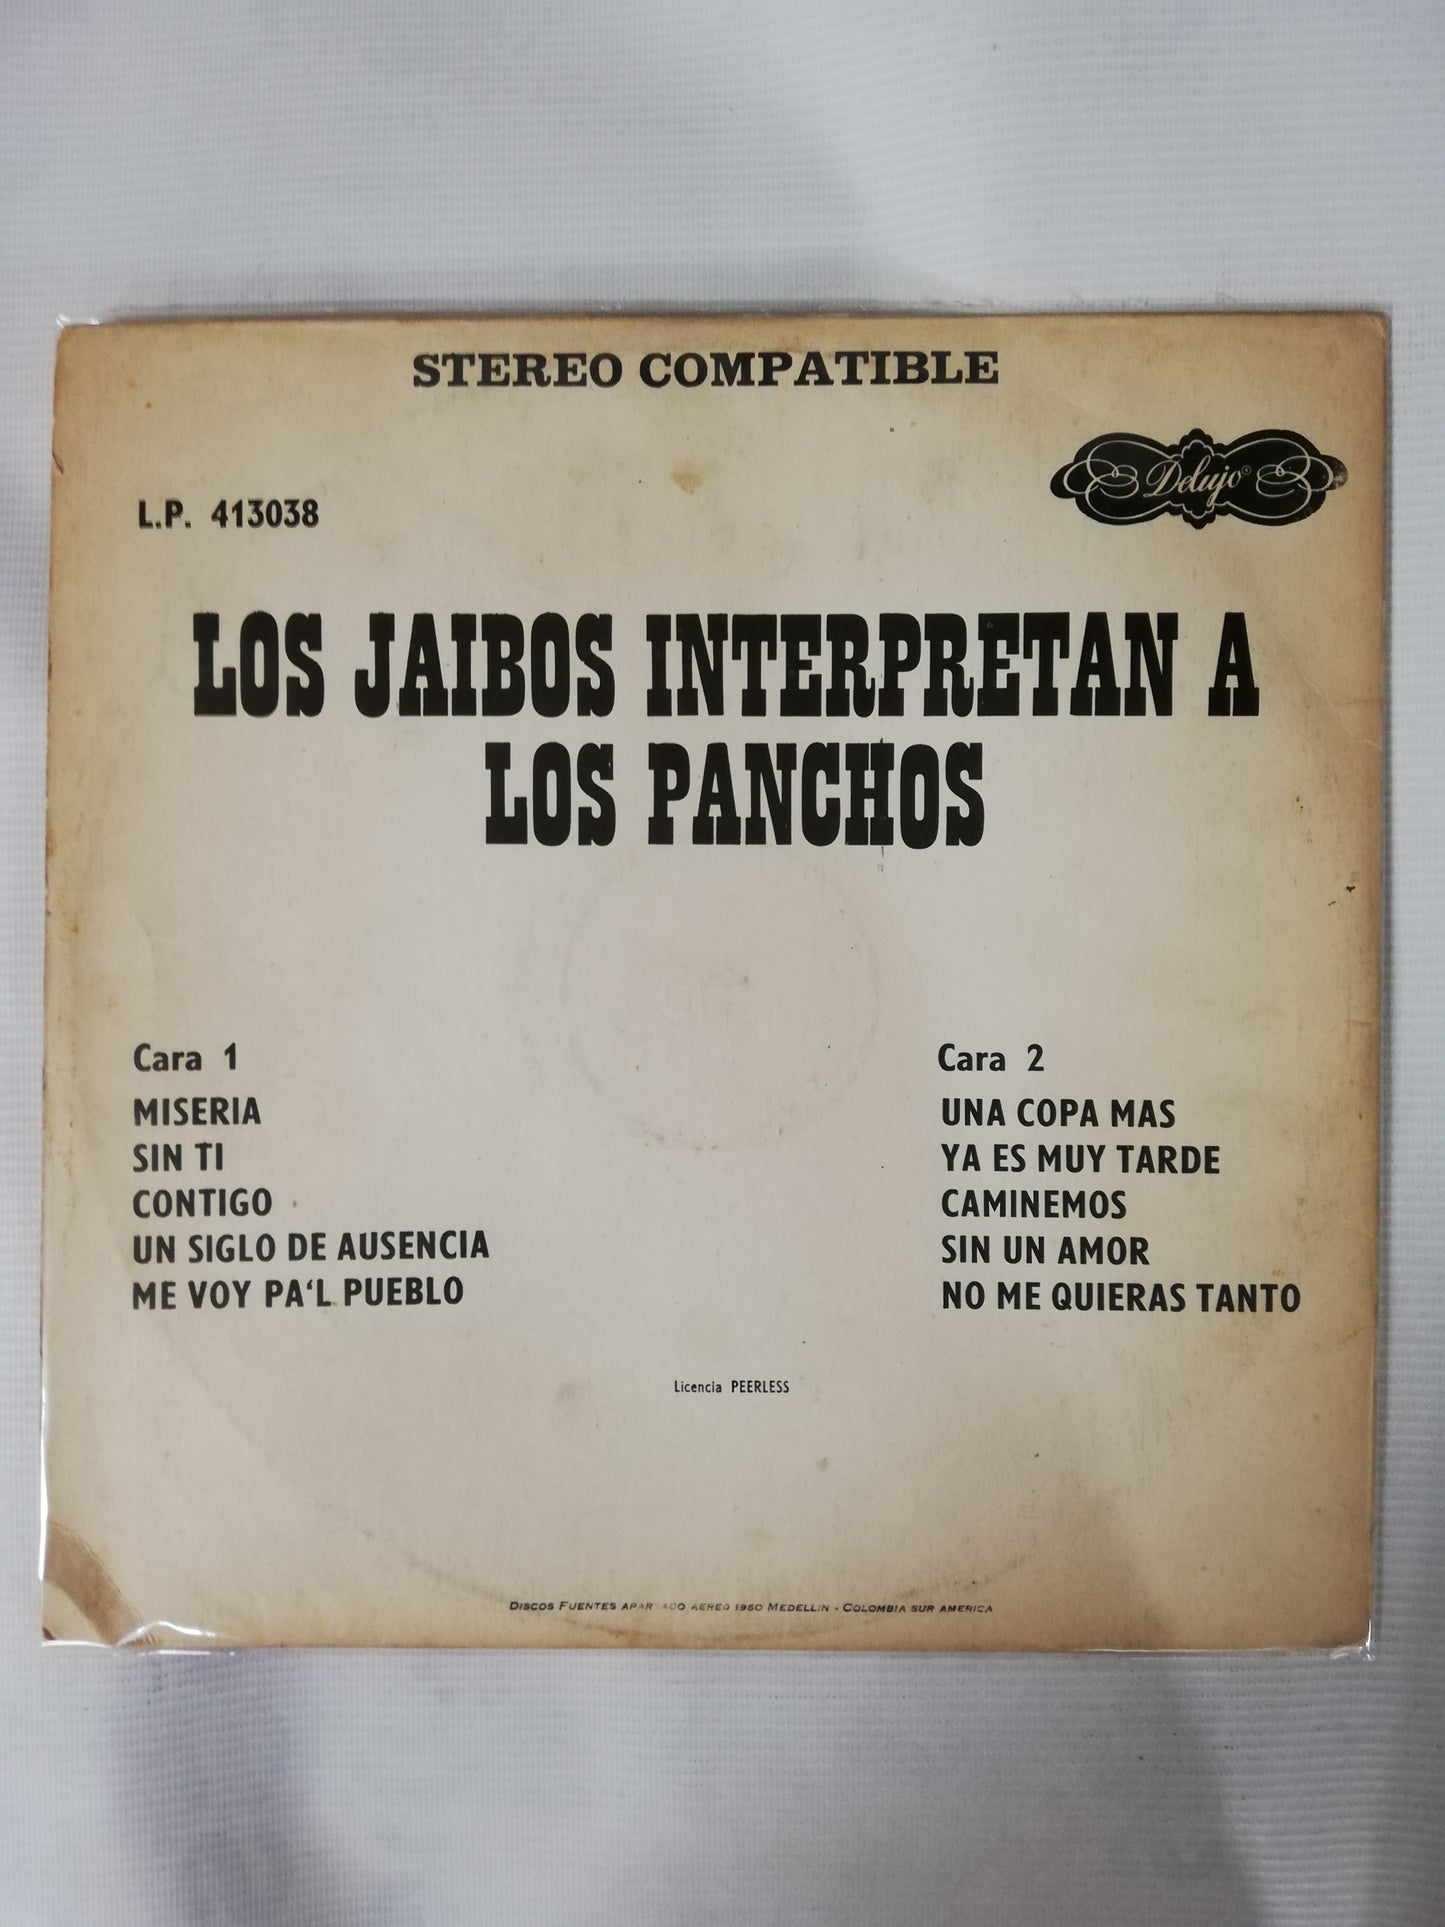 STEREO COMPATIBLE
Delujo®
L.P. 413038
LOS JAIBOS INTERPRETAN A
LOS PANCHOS
Cara 1
MISERIA
SIN TI
CONTIGO
UN SIGLO DE AUSENCIA
ME VOY PA‘L PUEBLO
Cara 2
UNA COPA MAS
YA ES MUY TARDE
CAMINEMOS
SIN UN AMOR
NO ME QUIERAS TANTO
Licencia PEERLESS
DISCOS FUENTES APARTADO AEREO 1960 MEDELLIN - COLOMBIA SUR AMERICA